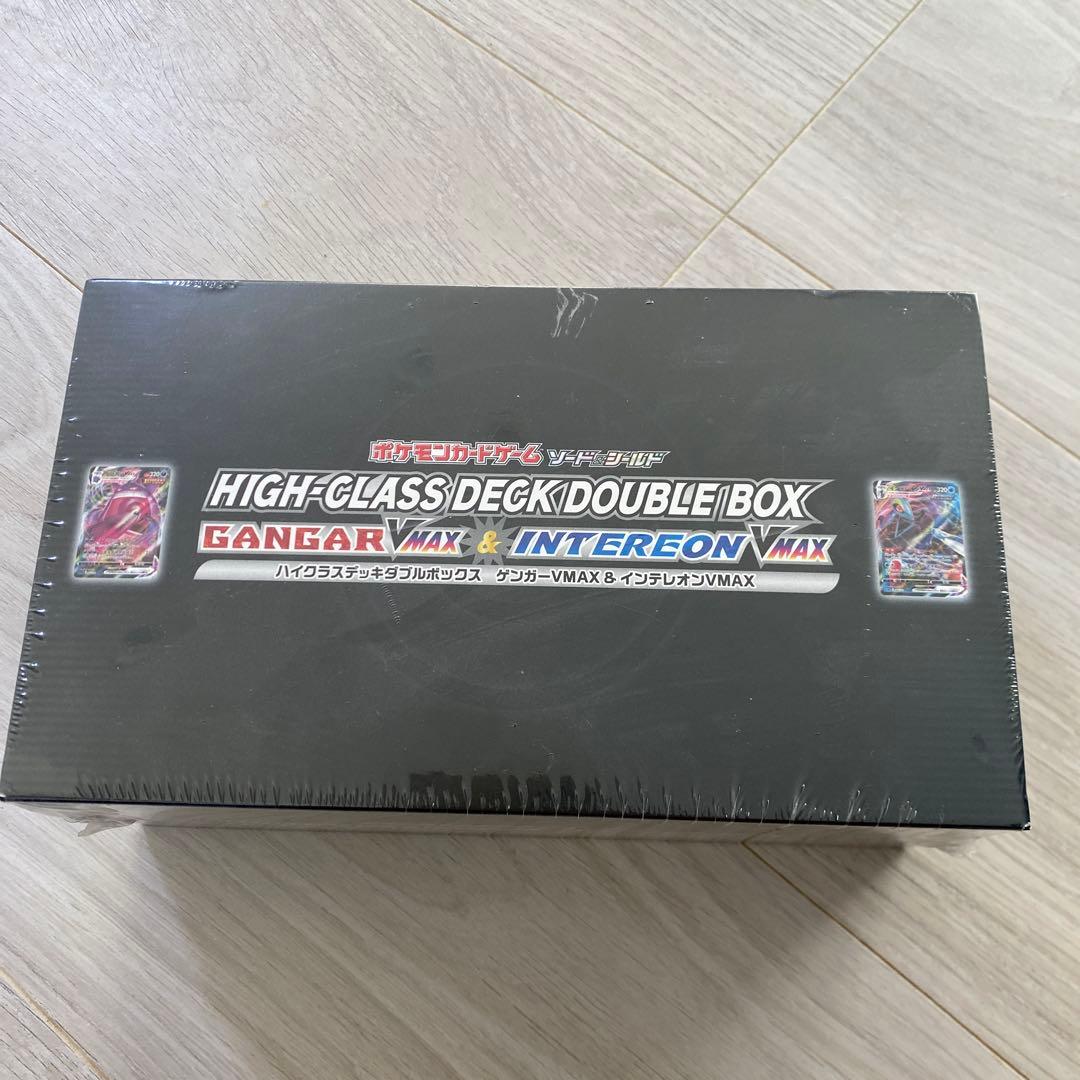 ポケモンカードゲーム ソード&シールド
HIGH-CLASS DECK DOUBLE BOX
GANGAR VMAX & INTEREON VMAX
ハイクラスデッキダブルボックス ゲンガーVMAX & インテレオンVMAX
320
320